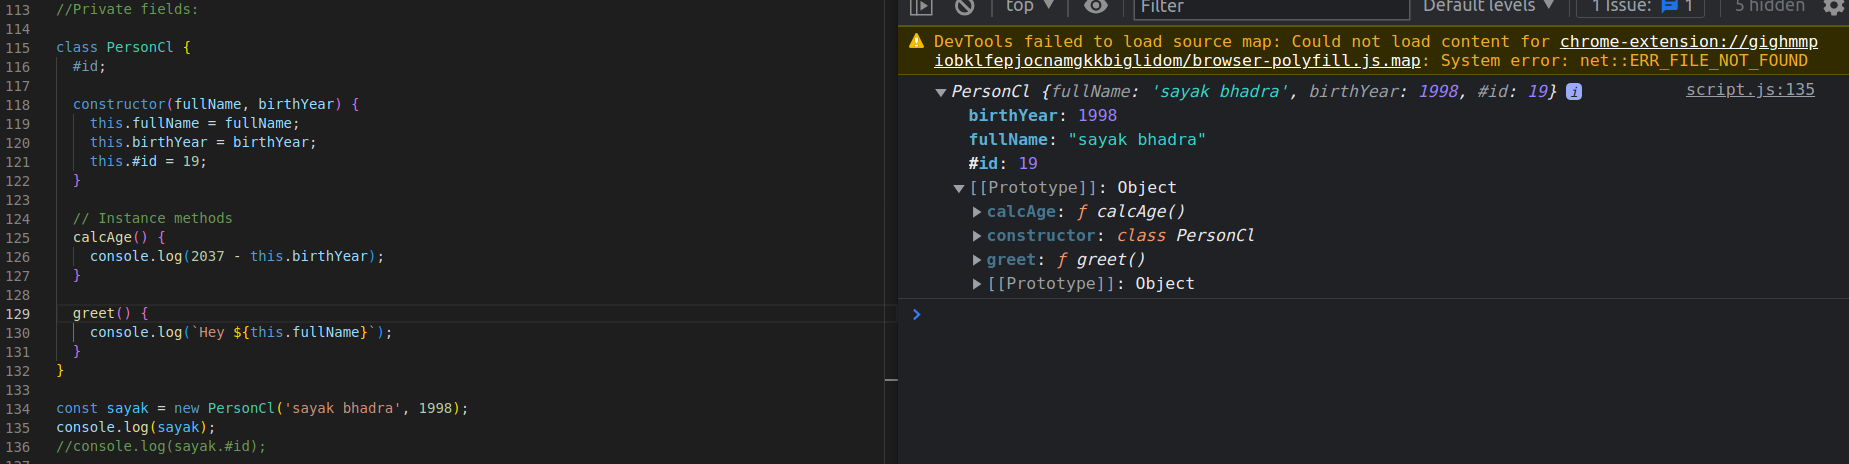 113 //Private fields:
114
115 class PersonCl {
116 #id;
117
118 constructor(fullName, birthYear) {
119 this.fullName = fullName;
120 this.birthYear = birthYear;
121 this.#id = 19;
122 }
123
124 // Instance methods
125 calcAge() {
126 console.log(2037 - this.birthYear);
127 }
128
129 greet() {
130 console.log(`Hey ${this.fullName}`);
131 }
132 }
133
134 const sayak = new PersonCl('sayak bhadra', 1998);
135 console.log(sayak);
136 //console.log(sayak.#id);
137
top ▼ Filter Default levels ▼ 1 Issue: 1 5 hidden
DevTools failed to load source map: Could not load content for chrome-extension://gighmmp
iobklfepjocnamgkkbiglidom/browser-polyfill.js.map: System error: net::ERR_FILE_NOT_FOUND
▼ PersonCl {fullName: 'sayak bhadra', birthYear: 1998, #id: 19} i script.js:135
birthYear: 1998
fullName: "sayak bhadra"
#id: 19
▼ [[Prototype]]: Object
▶ calcAge: ƒ calcAge()
▶ constructor: class PersonCl
▶ greet: ƒ greet()
▶ [[Prototype]]: Object
>